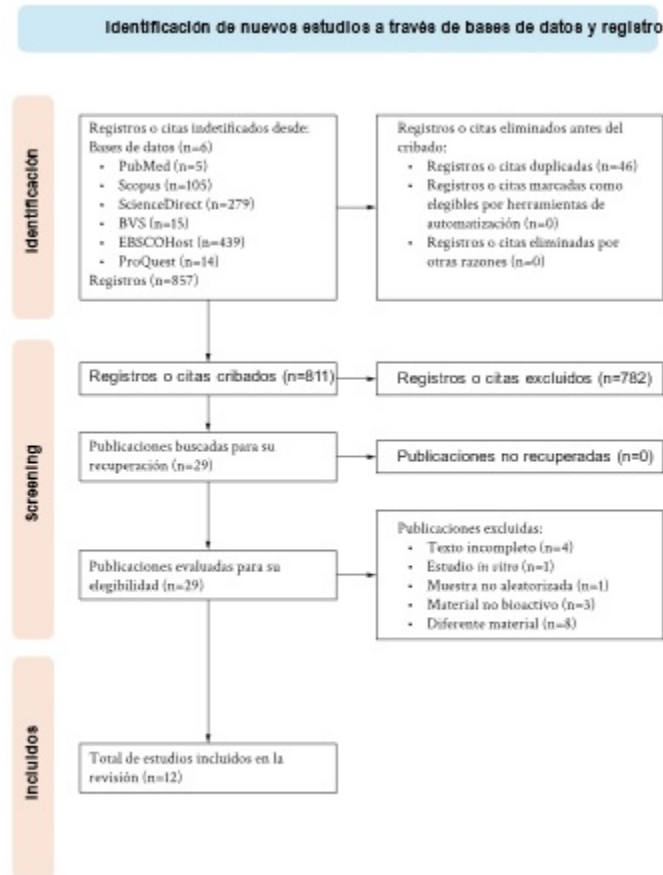 Identificación de nuevos estudios a través de bases de datos y registro
Identificación
Registros o citas indetificados desde:
Bases de datos (n=6)
• PubMed (n=5)
• Scopus (n=105)
• ScienceDirect (n=279)
• BVS (n=15)
• EBSCOHost (n=439)
• ProQuest (n=14)
Registros (n=857)
Registros o citas eliminados antes del
cribado:
• Registros o citas duplicadas (n=46)
• Registros o citas marcadas como
elegibles por herramientas de
automatización (n=0)
• Registros o citas eliminadas por
otras razones (n=0)
screening
Registros o citas cribados (n=811)
Registros o citas excluidos (n=782)
Publicaciones buscadas para su
recuperación (n=29)
Publicaciones no recuperadas (n=0)
Publicaciones evaluadas para su
elegibilidad (n=29)
Publicaciones excluidas:
• Texto incompleto (n=4)
• Estudio in vitro (n=1)
• Muestra no aleatorizada (n=1)
• Material no bioactivo (n=3)
• Diferente material (n=8)
Incluidos
Total de estudios incluidos en la
revisión (n=12)